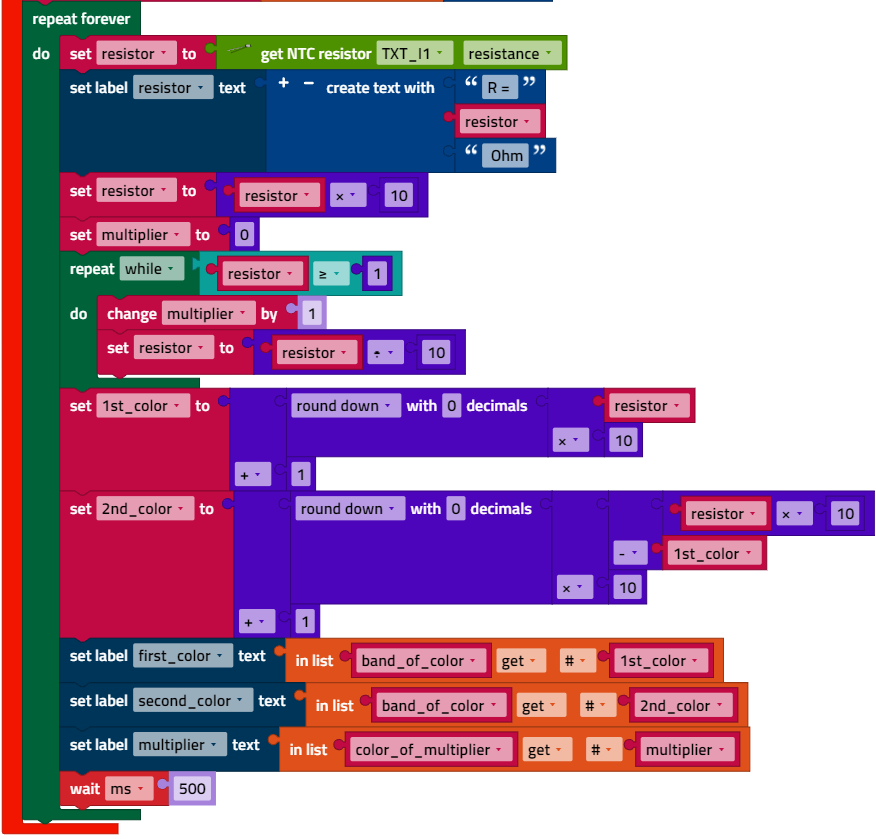 repeat forever
do set resistor to get NTC resistor TXT_I1 resistance
set label resistor text + − create text with “ R = ”
resistor
“ Ohm ”
set resistor to resistor × 10
set multiplier to 0
repeat while resistor ≥ 1
do change multiplier by 1
set resistor to resistor ÷ 10
set 1st_color to round down with 0 decimals resistor
× 10
+ 1
set 2nd_color to round down with 0 decimals resistor × 10
- 1st_color
× 10
+ 1
set label first_color text in list band_of_color get # 1st_color
set label second_color text in list band_of_color get # 2nd_color
set label multiplier text in list color_of_multiplier get # multiplier
wait ms 500